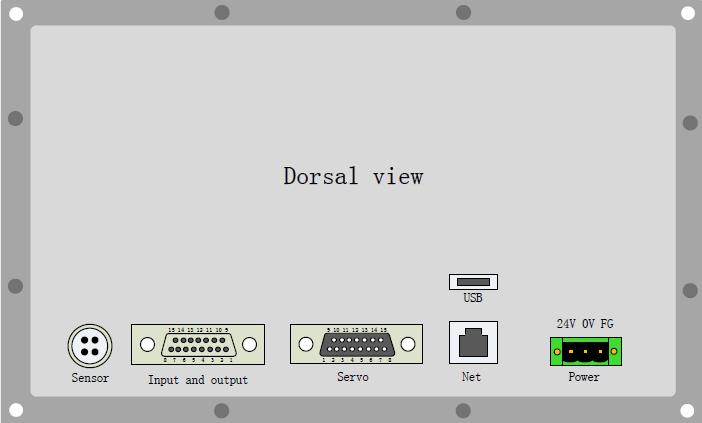 Dorsal view
USB
24V 0V FG
15 14 13 12 11 10 9
9 10 11 12 13 14 15
8 7 6 5 4 3 2 1
1 2 3 4 5 6 7 8
Sensor
Input and output
Servo
Net
Power